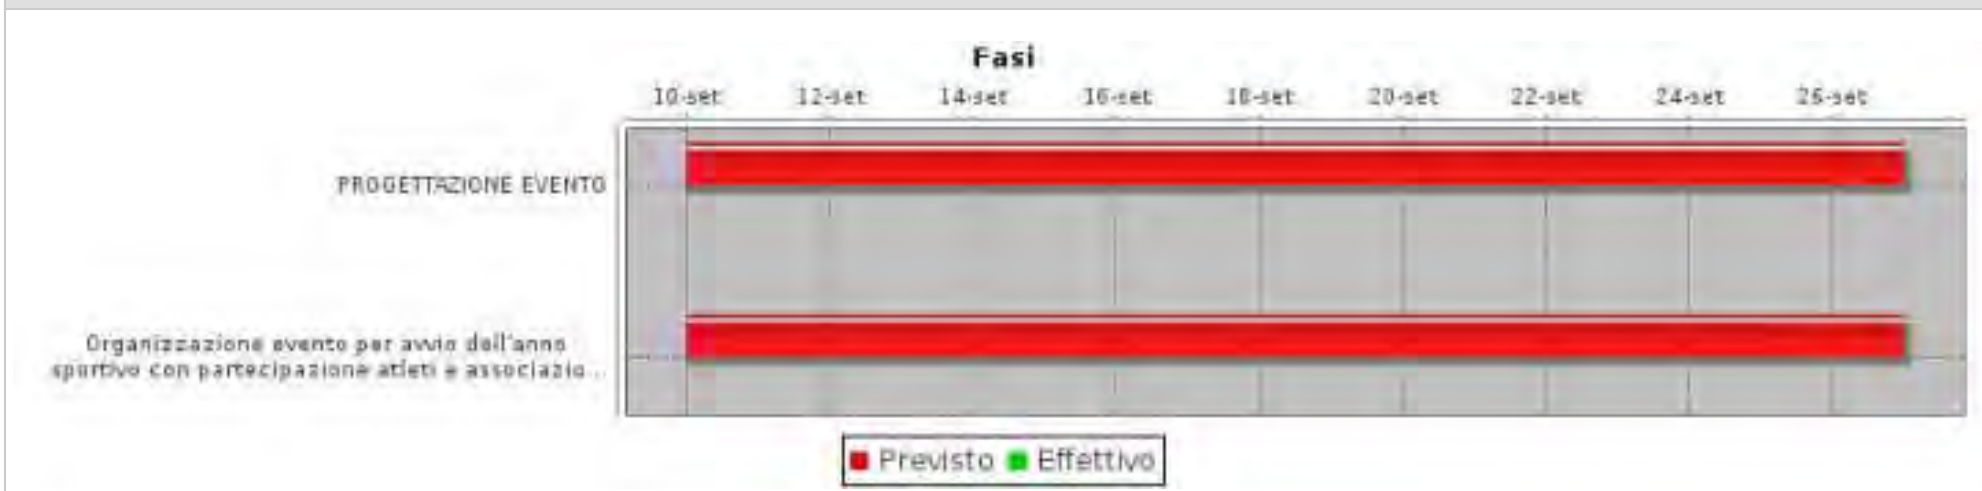 Fasi
10-set 12-set 14-set 16-set 18-set 20-set 22-set 24-set 26-set
PROGETTAZIONE EVENTO
Organizzazione evento per avvio dell'anno
sportivo con partecipazione atleti e associazio...
Previsto Effettivo